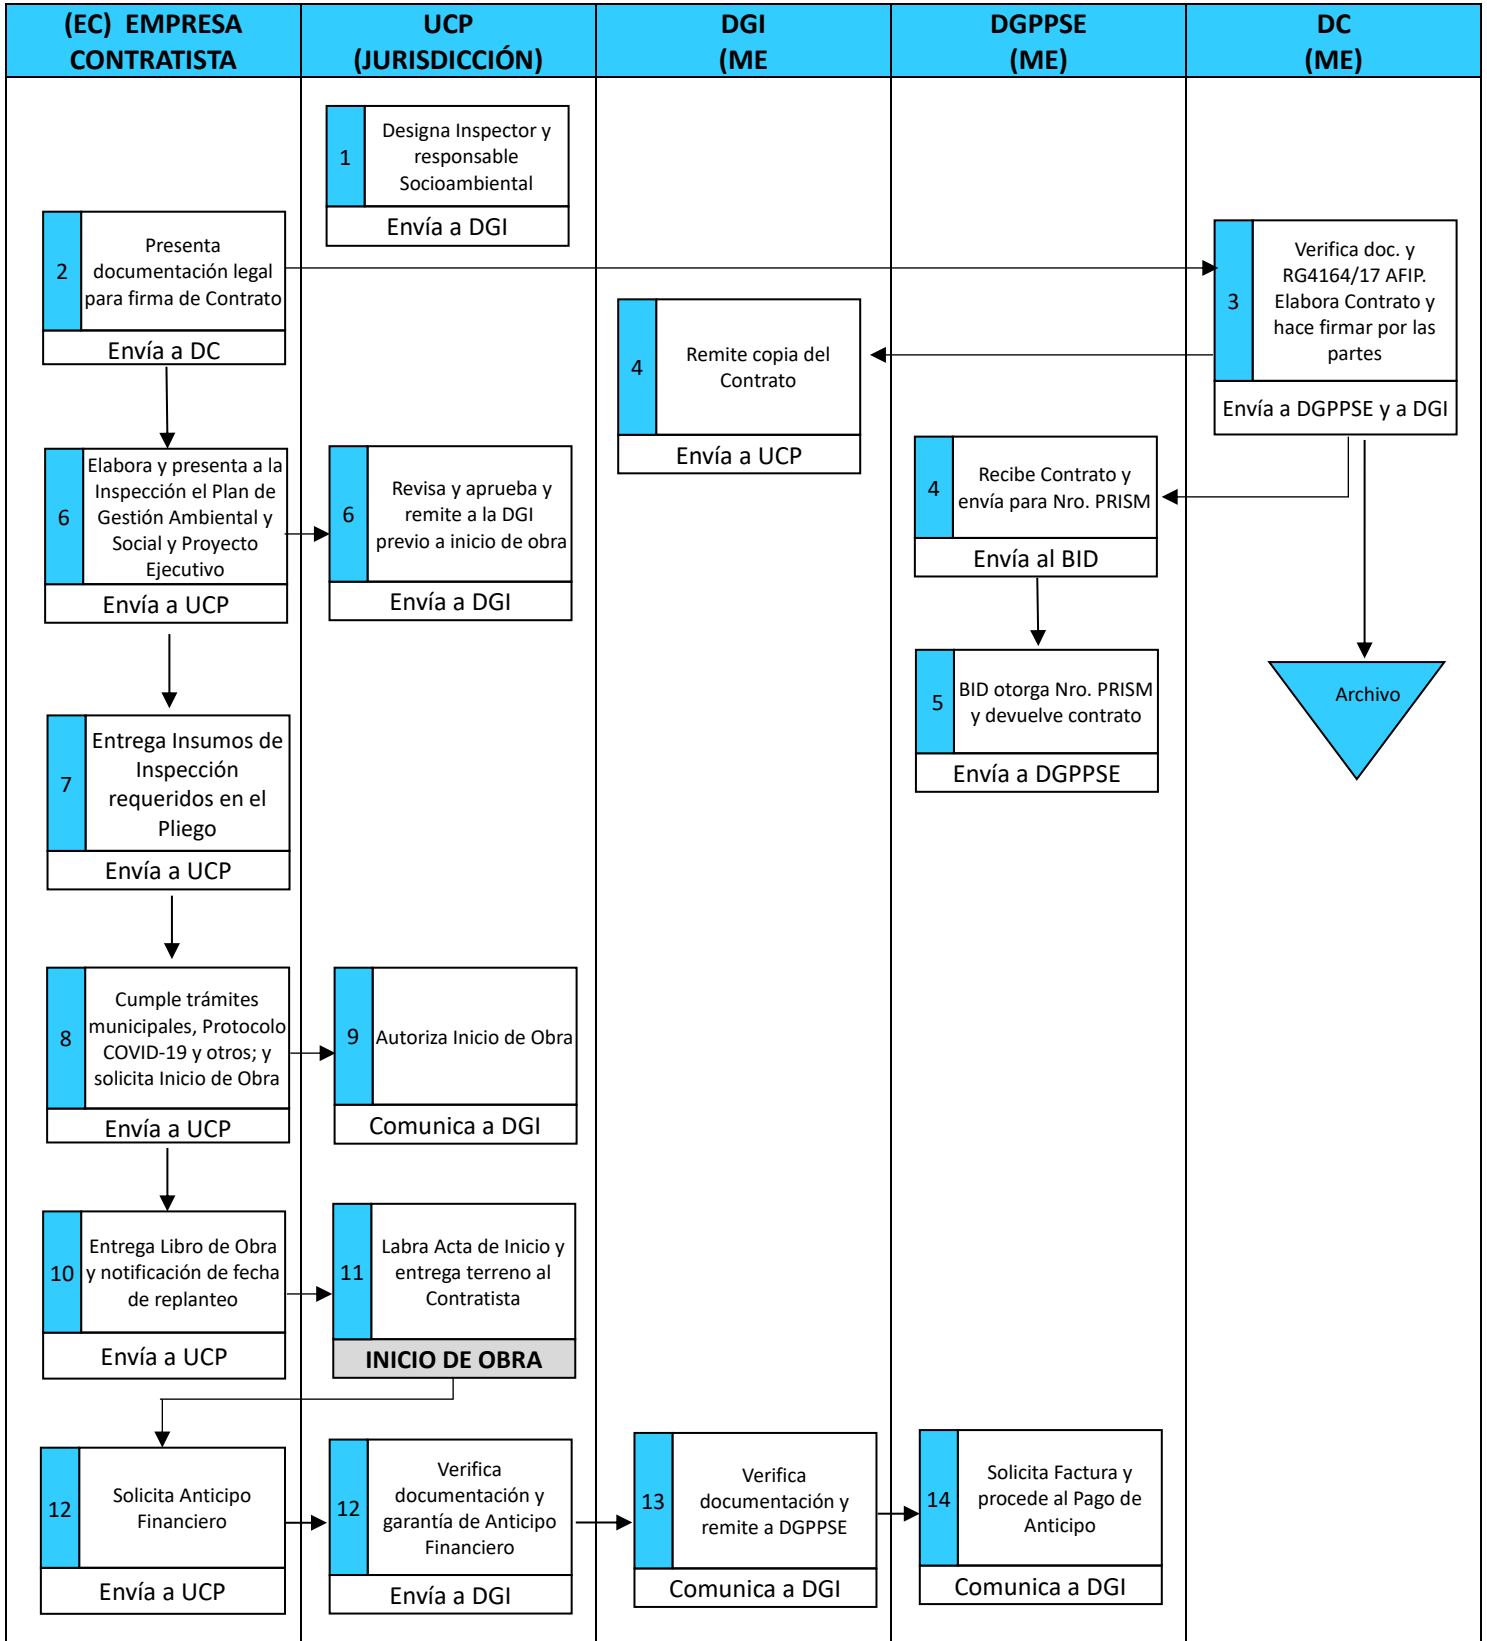 (EC) EMPRESA
CONTRATISTA
UCP
(JURISDICCIÓN)
DGI
(ME
DGPPSE
(ME)
DC
(ME)
1
Designa Inspector y
responsable
Socioambiental
Envía a DGI
2
Presenta
documentación legal
para firma de Contrato
Envía a DC
3
Verifica doc. y
RG4164/17 AFIP.
Elabora Contrato y
hace firmar por las
partes
Envía a DGPPSE y a DGI
4
Remite copia del
Contrato
Envía a UCP
4
Recibe Contrato y
envía para Nro. PRISM
Envía al BID
6
Elabora y presenta a la
Inspección el Plan de
Gestión Ambiental y
Social y Proyecto
Ejecutivo
Envía a UCP
6
Revisa y aprueba y
remite a la DGI
previo a inicio de obra
Envía a DGI
5
BID otorga Nro. PRISM
y devuelve contrato
Envía a DGPPSE
Archivo
7
Entrega Insumos de
Inspección
requeridos en el
Pliego
Envía a UCP
8
Cumple trámites
municipales, Protocolo
COVID-19 y otros; y
solicita Inicio de Obra
Envía a UCP
9
Autoriza Inicio de Obra
Comunica a DGI
10
Entrega Libro de Obra
y notificación de fecha
de replanteo
Envía a UCP
11
Labra Acta de Inicio y
entrega terreno al
Contratista
INICIO DE OBRA
12
Solicita Anticipo
Financiero
Envía a UCP
12
Verifica
documentación y
garantía de Anticipo
Financiero
Envía a DGI
13
Verifica
documentación y
remite a DGPPSE
Comunica a DGI
14
Solicita Factura y
procede al Pago de
Anticipo
Comunica a DGI